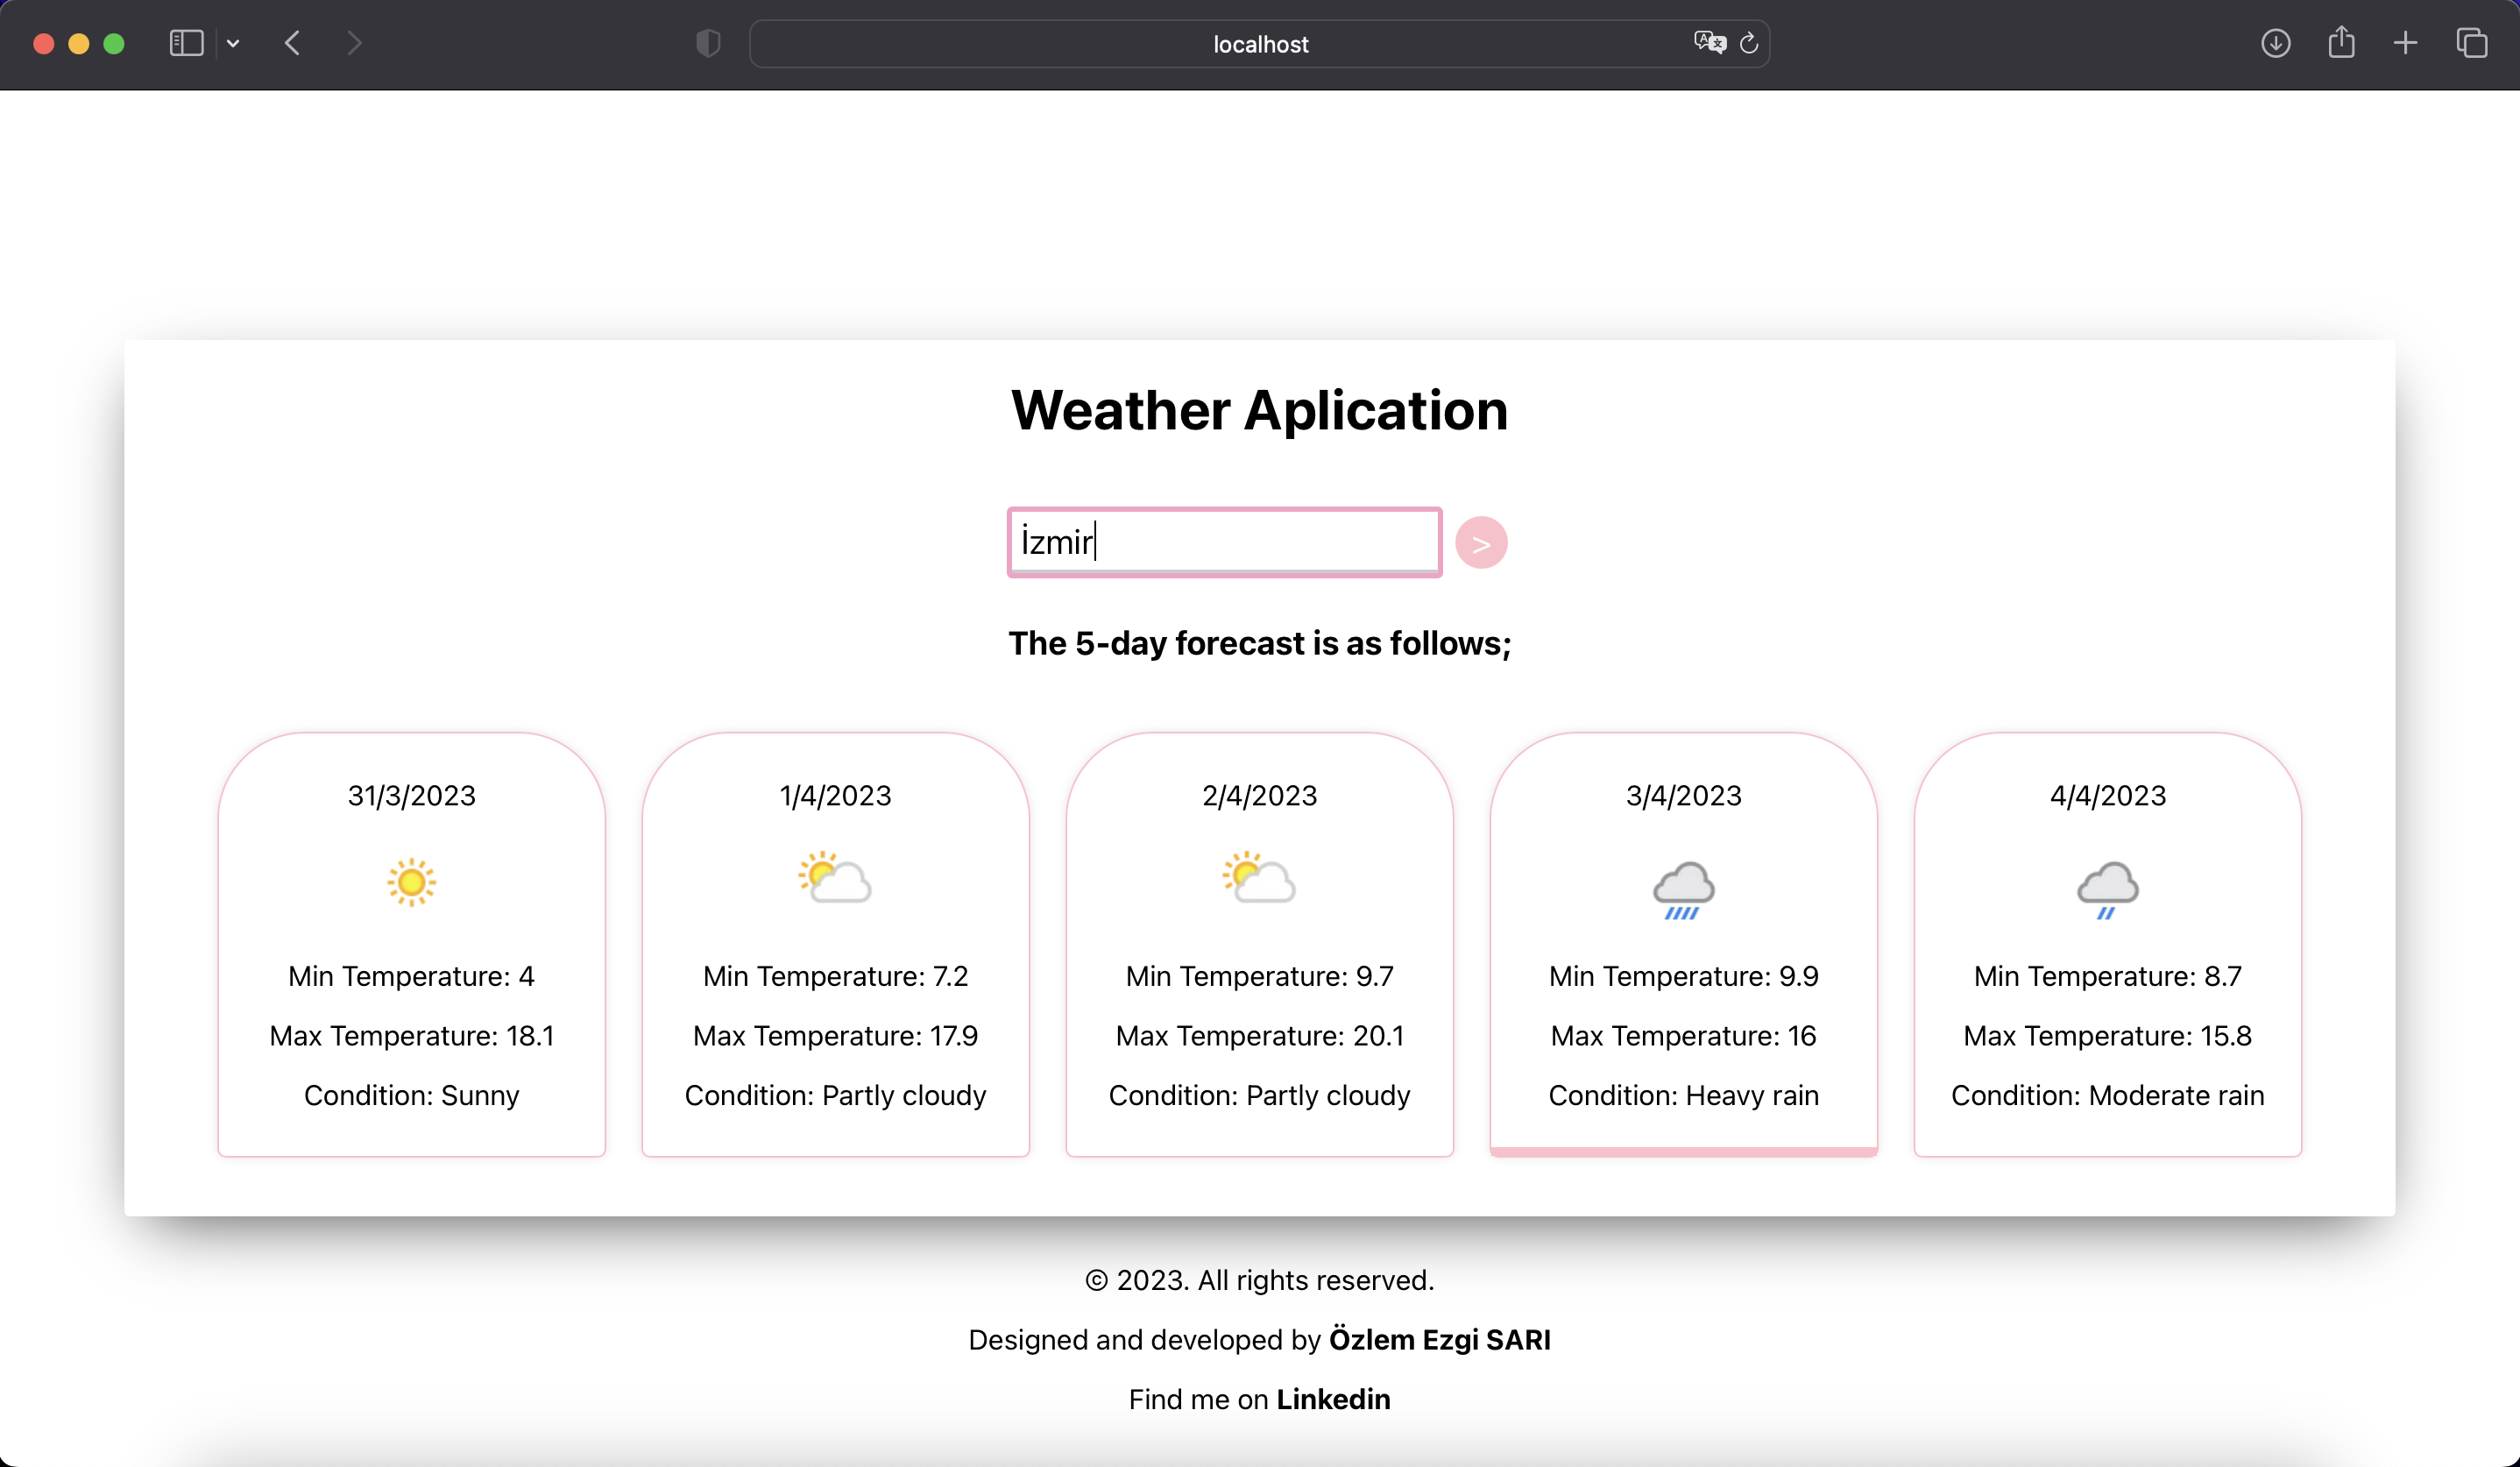 localhost
Weather Aplication
İzmir
>
The 5-day forecast is as follows;
31/3/2023
Min Temperature: 4
Max Temperature: 18.1
Condition: Sunny
1/4/2023
Min Temperature: 7.2
Max Temperature: 17.9
Condition: Partly cloudy
2/4/2023
Min Temperature: 9.7
Max Temperature: 20.1
Condition: Partly cloudy
3/4/2023
Min Temperature: 9.9
Max Temperature: 16
Condition: Heavy rain
4/4/2023
Min Temperature: 8.7
Max Temperature: 15.8
Condition: Moderate rain
© 2023. All rights reserved.
Designed and developed by Özlem Ezgi SARI
Find me on Linkedin